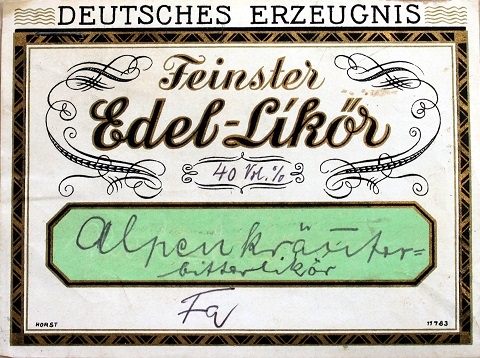 DEUTSCHES ERZEUGNIS
Feinster
Edel-Likör
40 Vol. %
Alpenkräuter=
bitterlikör
Fa
HORST
11763